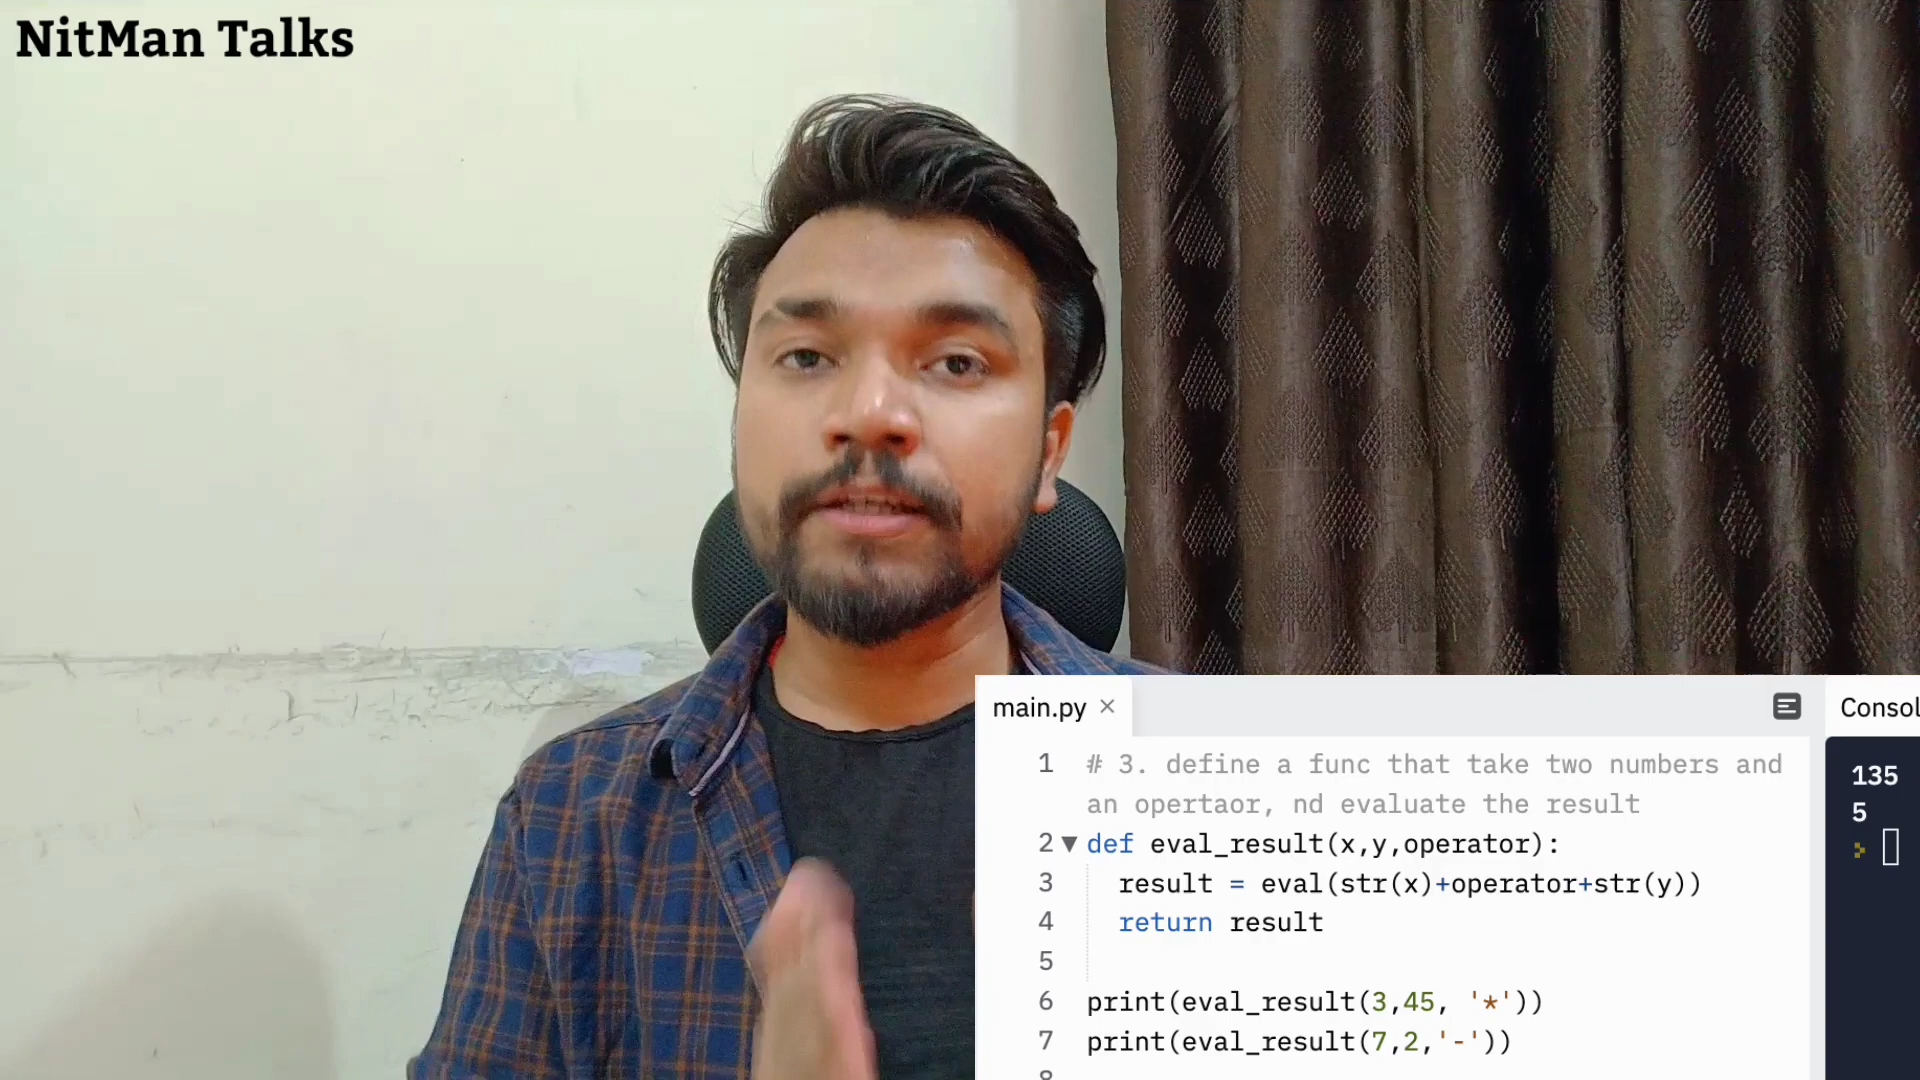 NitMan Talks
main.py ×
Consol
1 # 3. define a func that take two numbers and
an opertaor, nd evaluate the result
2 ▼ def eval_result(x,y,operator):
3 result = eval(str(x)+operator+str(y))
4 return result
5
6 print(eval_result(3,45, '*'))
7 print(eval_result(7,2,'-'))
135
5